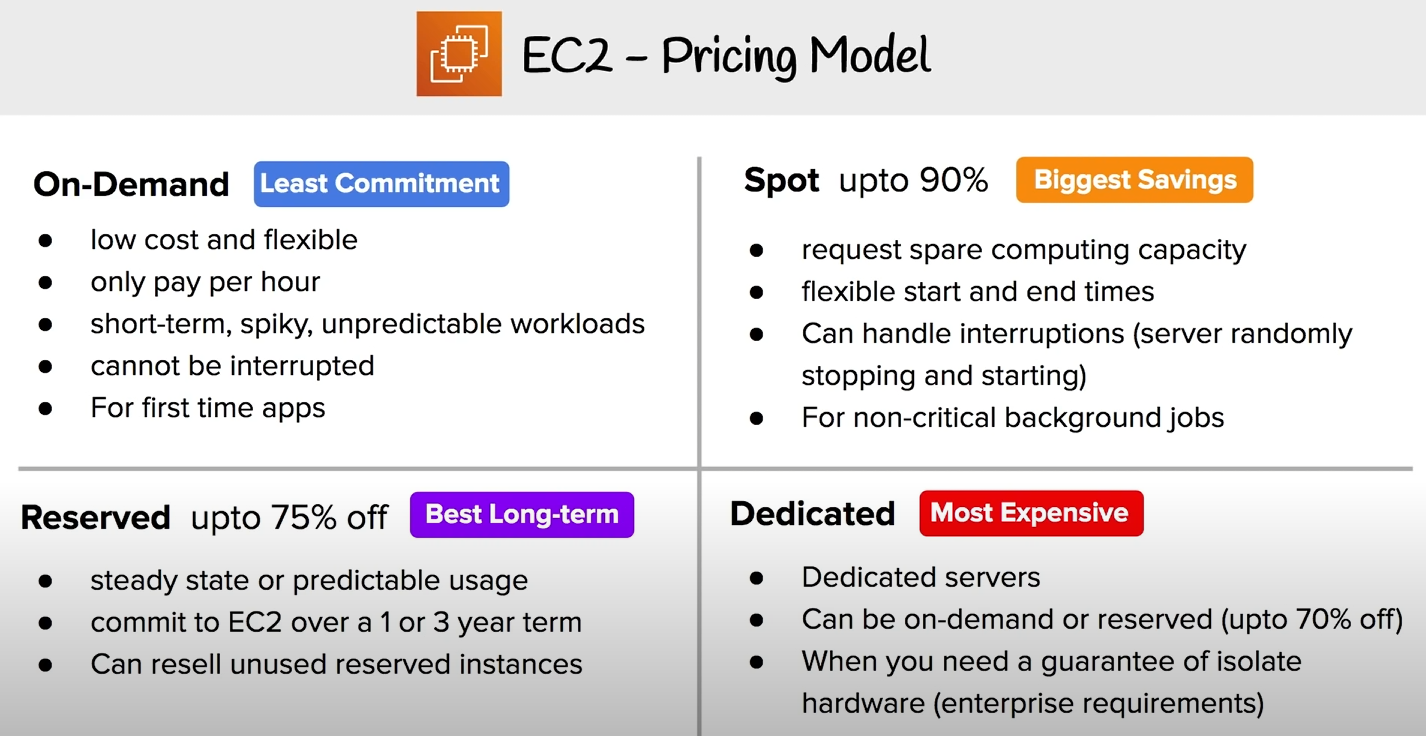 EC2 – Pricing Model
On-Demand Least Commitment
● low cost and flexible
● only pay per hour
● short-term, spiky, unpredictable workloads
● cannot be interrupted
● For first time apps
Spot upto 90% Biggest Savings
● request spare computing capacity
● flexible start and end times
● Can handle interruptions (server randomly
stopping and starting)
● For non-critical background jobs
Reserved upto 75% off Best Long-term
● steady state or predictable usage
● commit to EC2 over a 1 or 3 year term
● Can resell unused reserved instances
Dedicated Most Expensive
● Dedicated servers
● Can be on-demand or reserved (upto 70% off)
● When you need a guarantee of isolate
hardware (enterprise requirements)